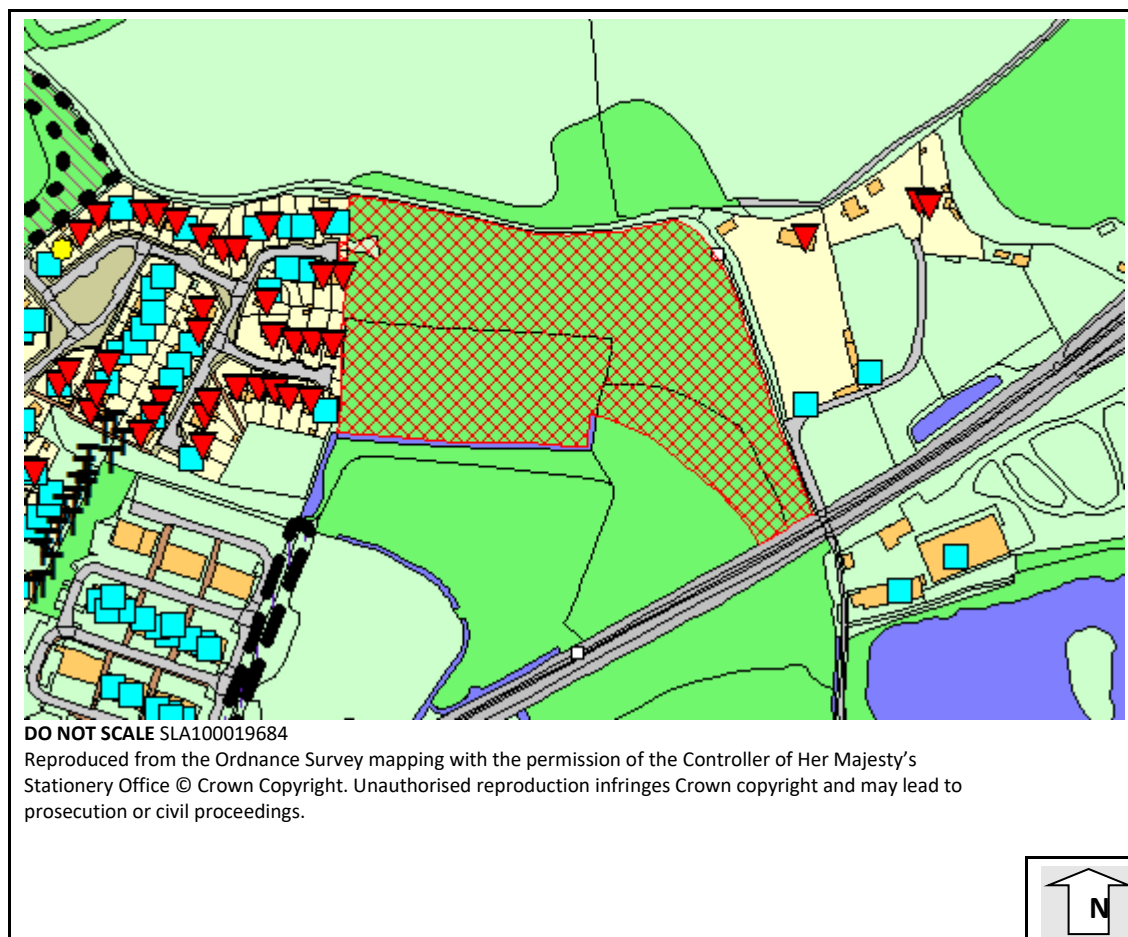 DO NOT SCALE SLA100019684
Reproduced from the Ordnance Survey mapping with the permission of the Controller of Her Majesty’s
Stationery Office © Crown Copyright. Unauthorised reproduction infringes Crown copyright and may lead to
prosecution or civil proceedings.
N